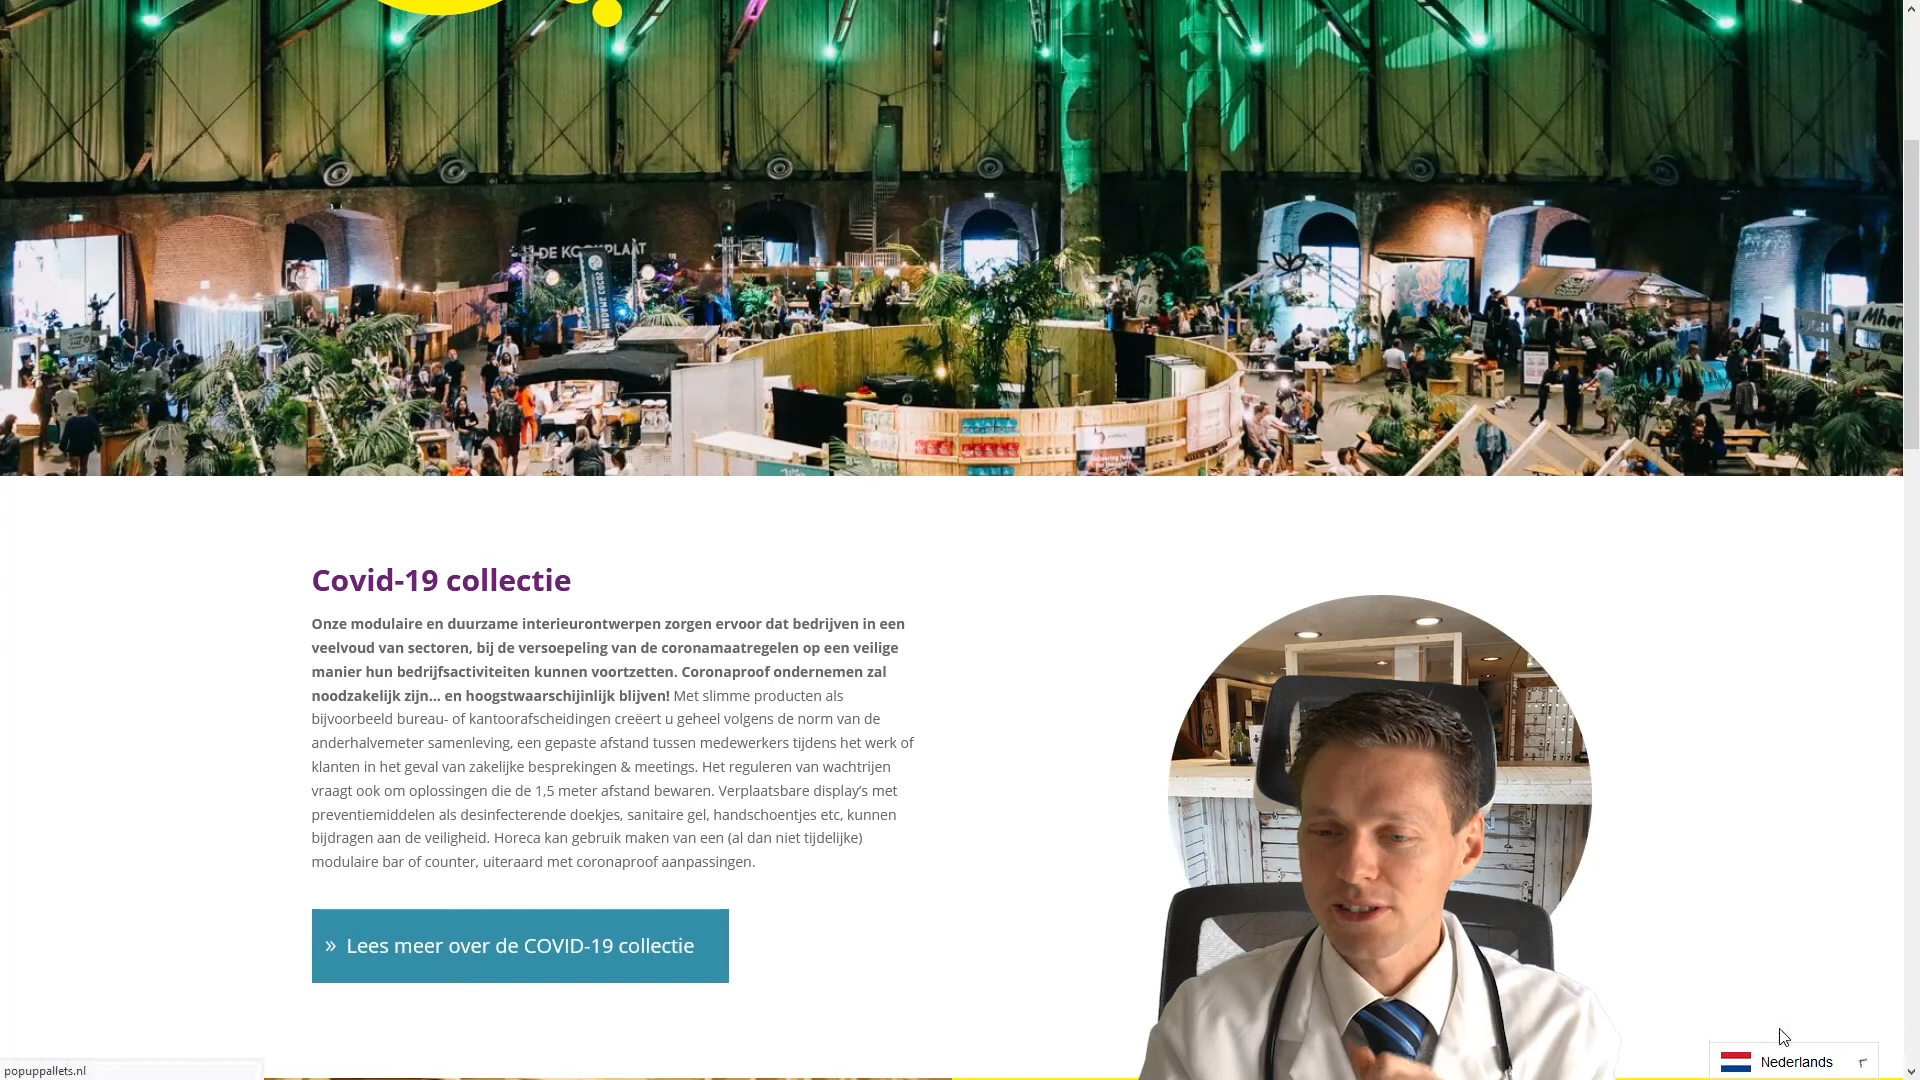 DE KOOKPLAAT
Covid-19 collectie
Onze modulaire en duurzame interieurontwerpen zorgen ervoor dat bedrijven in een
veelvoud van sectoren, bij de versoepeling van de coronamaatregelen op een veilige
manier hun bedrijfsactiviteiten kunnen voortzetten. Coronaproof ondernemen zal
noodzakelijk zijn… en hoogstwaarschijinlijk blijven! Met slimme producten als
bijvoorbeeld bureau- of kantoorafscheidingen creëert u geheel volgens de norm van de
anderhalvemeter samenleving, een gepaste afstand tussen medewerkers tijdens het werk of
klanten in het geval van zakelijke besprekingen & meetings. Het reguleren van wachtrijen
vraagt ook om oplossingen die de 1,5 meter afstand bewaren. Verplaatsbare display’s met
preventiemiddelen als desinfecterende doekjes, sanitaire gel, handschoentjes etc, kunnen
bijdragen aan de veiligheid. Horeca kan gebruik maken van een (al dan niet tijdelijke)
modulaire bar of counter, uiteraard met coronaproof aanpassingen.
» Lees meer over de COVID-19 collectie
Nederlands
popuppallets.nl